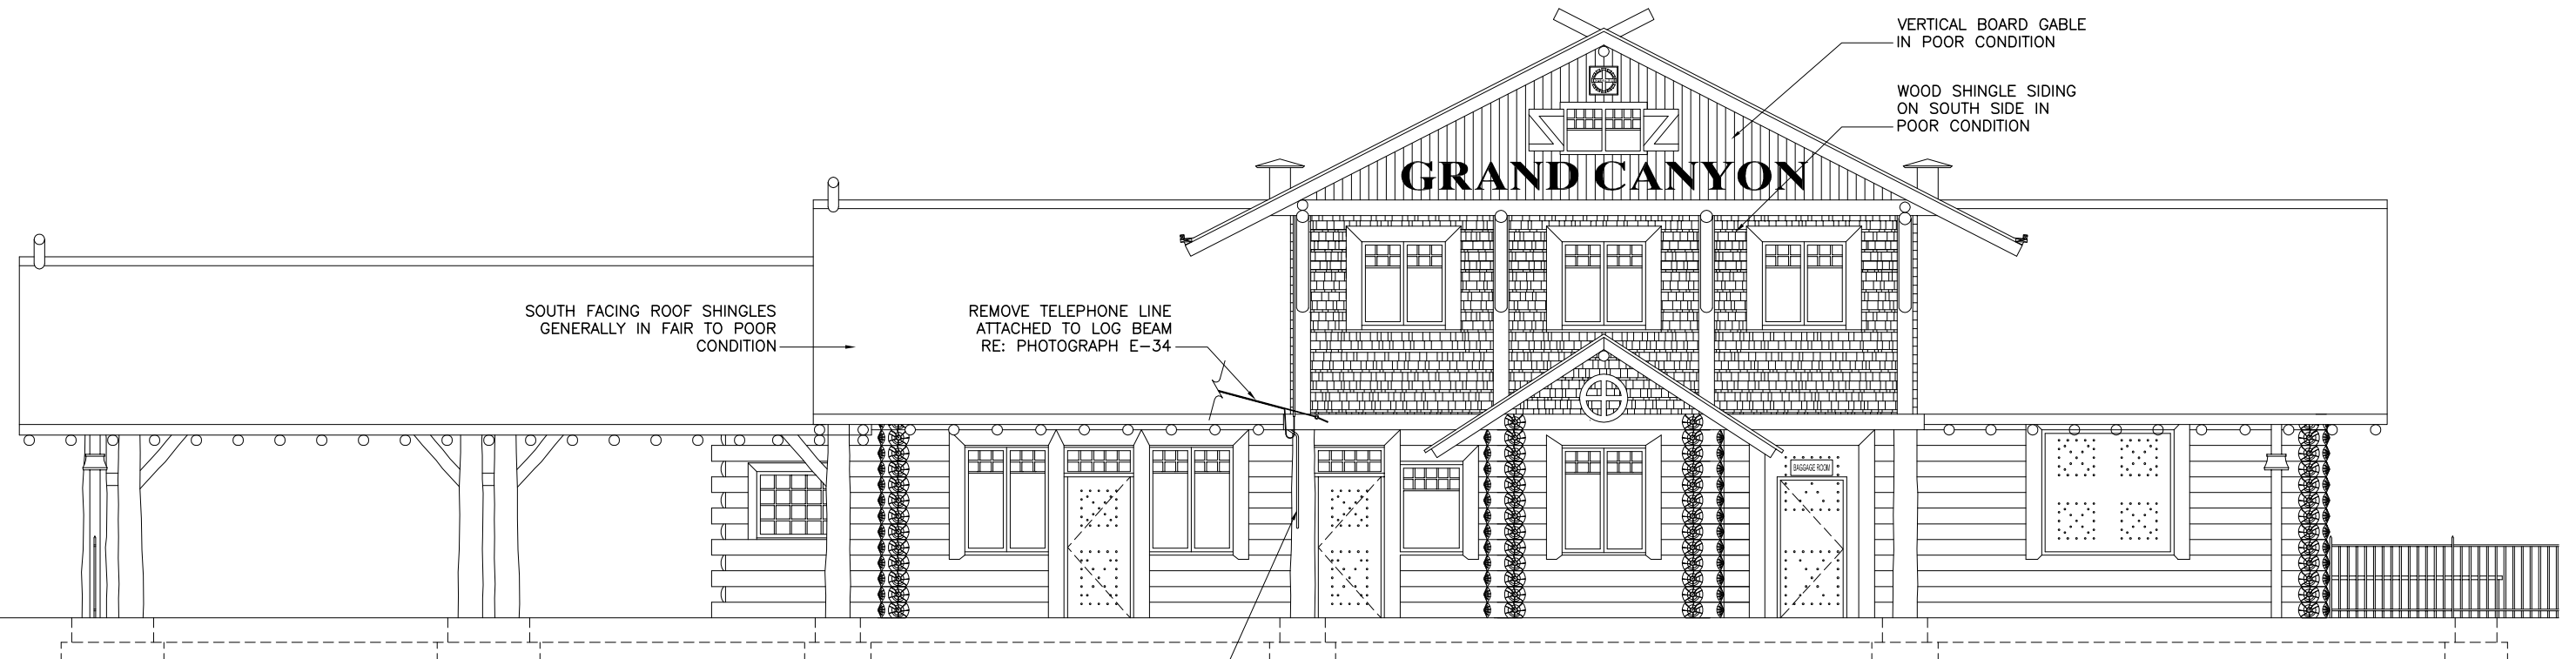 VERTICAL BOARD GABLE
IN POOR CONDITION
WOOD SHINGLE SIDING
ON SOUTH SIDE IN
POOR CONDITION
GRAND CANYON
SOUTH FACING ROOF SHINGLES
GENERALLY IN FAIR TO POOR
CONDITION
REMOVE TELEPHONE LINE
ATTACHED TO LOG BEAM
RE: PHOTOGRAPH E-34
BAGGAGE ROOM